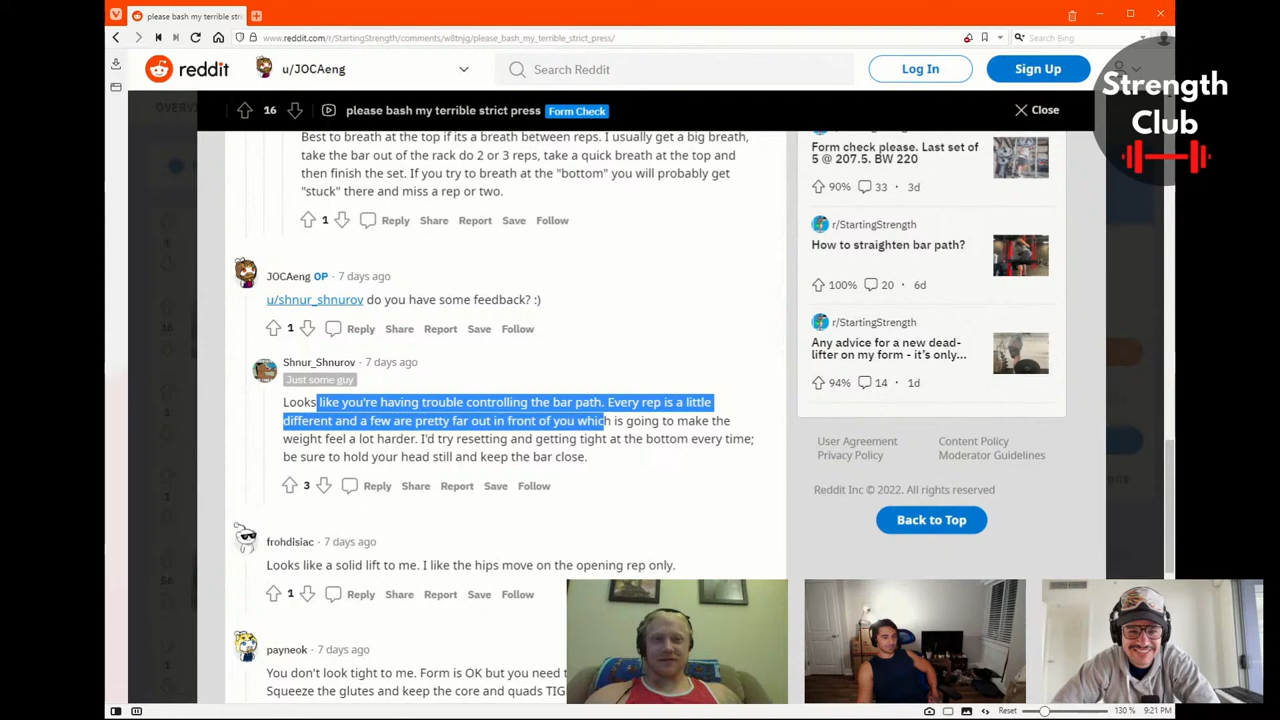 please bash my terrible str
www.reddit.com/r/StartingStrength/comments/w8tnjg/please_bash_my_terrible_strict_press/
Search Bing
reddit
u/JOCAeng
Search Reddit
Log In
Sign Up
Strength
Club
OVERV
16
please bash my terrible strict press
Form Check
Close
Best to breath at the top if its a breath between reps. I usually get a big breath,
take the bar out of the rack do 2 or 3 reps, take a quick breath at the top and
then finish the set. If you try to breath at the "bottom" you will probably get
"stuck" there and miss a rep or two.
1 Reply Share Report Save Follow
JOCAeng OP · 7 days ago
u/shnur_shnurov do you have some feedback? :)
1 Reply Share Report Save Follow
Shnur_Shnurov · 7 days ago
Just some guy
Looks like you're having trouble controlling the bar path. Every rep is a little
different and a few are pretty far out in front of you which is going to make the
weight feel a lot harder. I'd try resetting and getting tight at the bottom every time;
be sure to hold your head still and keep the bar close.
3 Reply Share Report Save Follow
frohdisiac · 7 days ago
Looks like a solid lift to me. I like the hips move on the opening rep only.
1 Reply Share Report Save Follow
payneok · 7 days ago
You don't look tight to me. Form is OK but you need t
Squeeze the glutes and keep the core and quads TIG
r/StartingStrength
Form check please. Last set of
5 @ 207.5. BW 220
90% 33 · 3d
r/StartingStrength
How to straighten bar path?
100% 20 · 6d
r/StartingStrength
Any advice for a new dead-
lifter on my form - it's only...
94% 14 · 1d
User Agreement
Content Policy
Privacy Policy
Moderator Guidelines
Reddit Inc © 2022. All rights reserved
Back to Top
Reset
130 %
9:21 PM